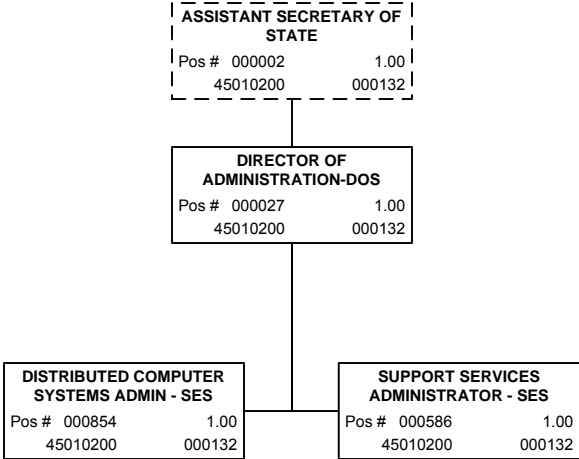 ASSISTANT SECRETARY OF
STATE
Pos # 000002 1.00
45010200 000132
DIRECTOR OF
ADMINISTRATION-DOS
Pos # 000027 1.00
45010200 000132
DISTRIBUTED COMPUTER
SYSTEMS ADMIN - SES
Pos # 000854 1.00
45010200 000132
SUPPORT SERVICES
ADMINISTRATOR - SES
Pos # 000586 1.00
45010200 000132